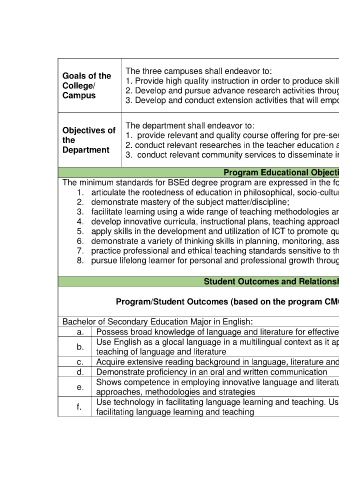 Goals of the
College/
Campus
The three campuses shall endeavor to:
1. Provide high quality instruction in order to produce skill
2. Develop and pursue advance research activities throug
3. Develop and conduct extension activities that will empo
Objectives of
the
Department
The department shall endeavor to:
1. provide relevant and quality course offering for pre-se
2. conduct relevant researches in the teacher education a
3. conduct relevant community services to disseminate i
Program Educational Objecti
The minimum standards for BSEd degree program are expressed in the fo
1. articulate the rootedness of education in philosophical, socio-cultur
2. demonstrate mastery of the subject matter/discipline;
3. facilitate learning using a wide range of teaching methodologies an
4. develop innovative curricula, instructional plans, teaching approach
5. apply skills in the development and utilization of ICT to promote qu
6. demonstrate a variety of thinking skills in planning, monitoring, ass
7. practice professional and ethical teaching standards sensitive to th
8. pursue lifelong learner for personal and professional growth throug
Student Outcomes and Relations
Program/Student Outcomes (based on the program CMO
Bachelor of Secondary Education Major in English:
a. Possess broad knowledge of language and literature for effective
b. Use English as a glocal language in a multilingual context as it ap
teaching of language and literature
c. Acquire extensive reading background in language, literature and
d. Demonstrate proficiency in an oral and written communication
e. Shows competence in employing innovative language and literatu
approaches, methodologies and strategies
f. Use technology in facilitating language learning and teaching. Us
facilitating language learning and teaching